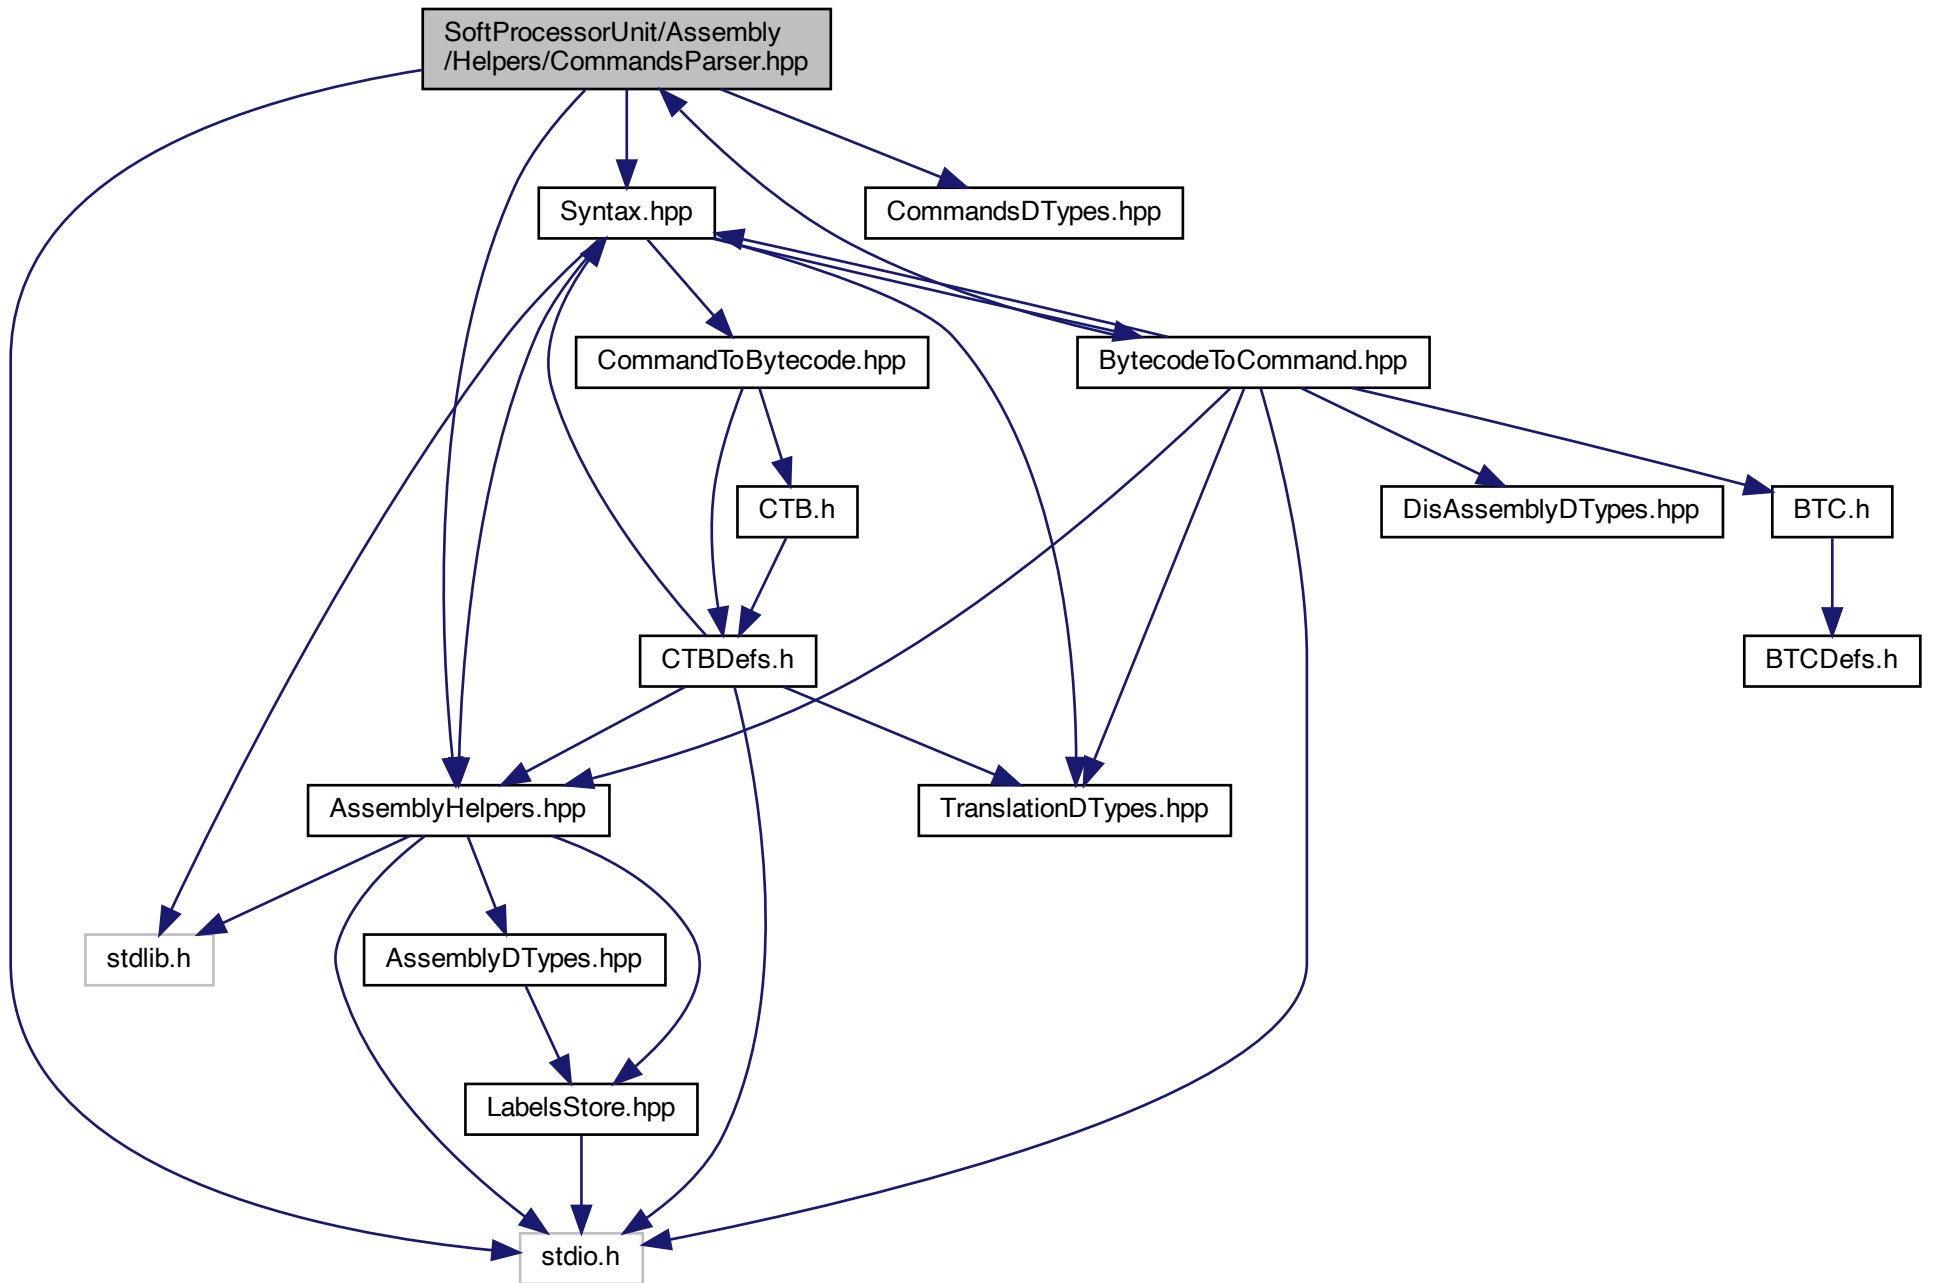 SoftProcessorUnit/Assembly
/Helpers/CommandsParser.hpp
Syntax.hpp
CommandsDTypes.hpp
CommandToBytecode.hpp
BytecodeToCommand.hpp
CTB.h
DisAssemblyDTypes.hpp
BTC.h
CTBDefs.h
BTCDefs.h
AssemblyHelpers.hpp
TranslationDTypes.hpp
stdlib.h
AssemblyDTypes.hpp
LabelsStore.hpp
stdio.h